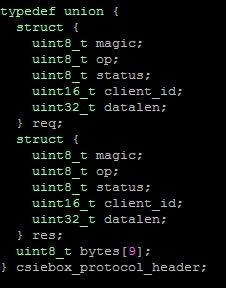 typedef union {
  struct {
    uint8_t magic;
    uint8_t op;
    uint8_t status;
    uint16_t client_id;
    uint32_t datalen;
  } req;
  struct {
    uint8_t magic;
    uint8_t op;
    uint8_t status;
    uint16_t client_id;
    uint32_t datalen;
  } res;
  uint8_t bytes[9];
} csiebox_protocol_header;